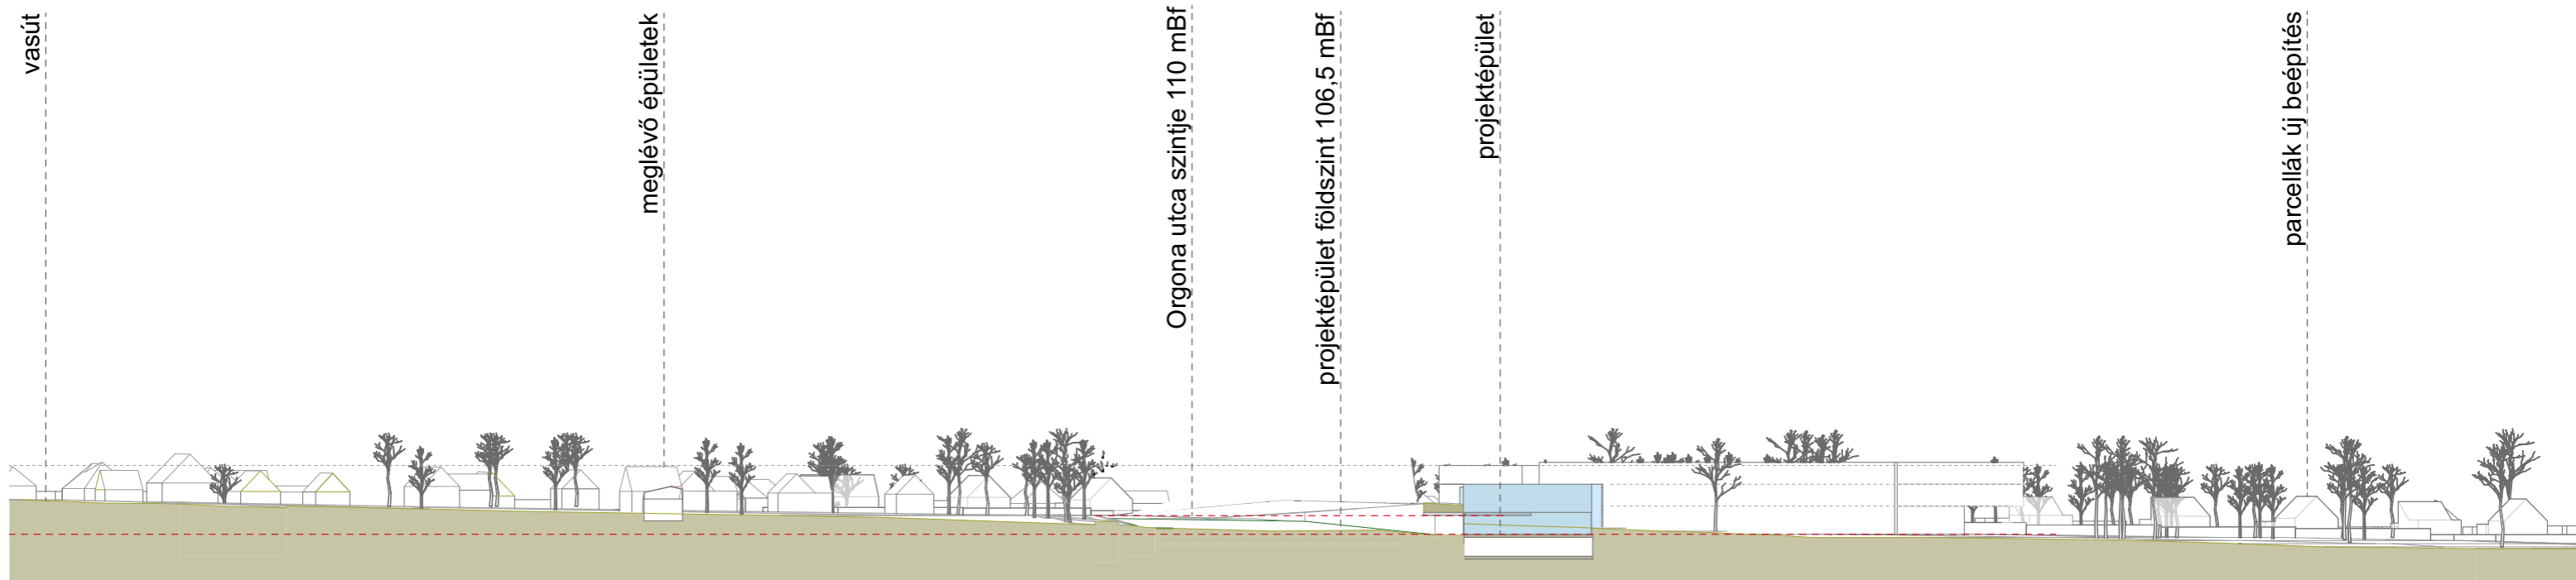 vasút
meglévő épületek
Orgona utca szintje 110 mBf
projektépület földszint 106,5 mBf
projektépület
parcellák új beépítés